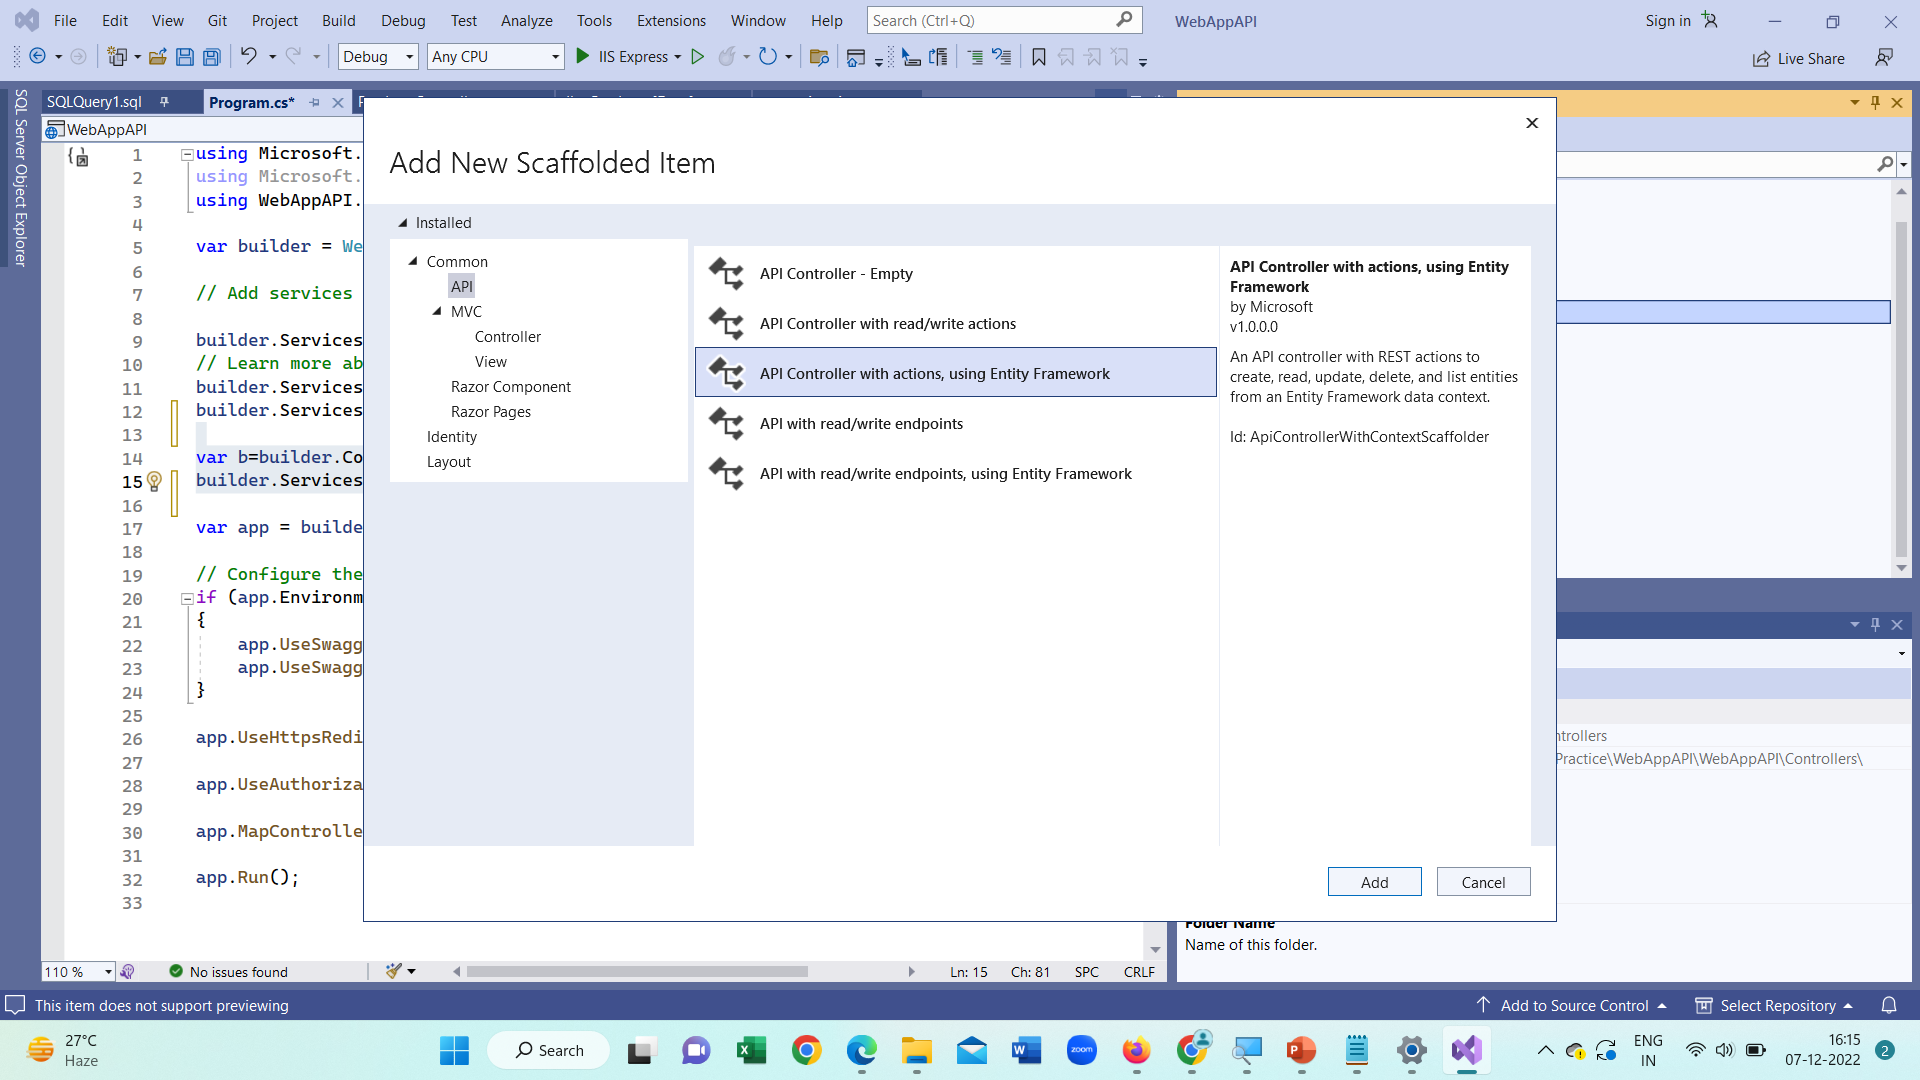 File Edit View Git Project Build Debug Test Analyze Tools Extensions Window Help Search (Ctrl+Q) WebAppAPI Sign in
Debug Any CPU IIS Express Live Share
SQL Server Object Explorer
SQLQuery1.sql Program.cs*
WebAppAPI
1 using Microsoft.
2 using Microsoft.
3 using WebAppAPI.
4
5 var builder = We
6
7 // Add services
8
9 builder.Services
10 // Learn more ab
11 builder.Services
12 builder.Services
13
14 var b=builder.Co
15 builder.Services
16
17 var app = builde
18
19 // Configure the
20 if (app.Environm
21 {
22 app.UseSwagg
23 app.UseSwagg
24 }
25
26 app.UseHttpsRedi
27
28 app.UseAuthoriza
29
30 app.MapControlle
31
32 app.Run();
33
Add New Scaffolded Item
Installed
Common
API
MVC
Controller
View
Razor Component
Razor Pages
Identity
Layout
API Controller - Empty
API Controller with read/write actions
API Controller with actions, using Entity Framework
API with read/write endpoints
API with read/write endpoints, using Entity Framework
API Controller with actions, using Entity
Framework
by Microsoft
v1.0.0.0
An API controller with REST actions to
create, read, update, delete, and list entities
from an Entity Framework data context.
Id: ApiControllerWithContextScaffolder
Add Cancel
ntrollers
Practice\WebAppAPI\WebAppAPI\Controllers\
Folder Name
Name of this folder.
110 % No issues found Ln: 15 Ch: 81 SPC CRLF
This item does not support previewing Add to Source Control Select Repository
27°C
Haze
Search
zoom
ENG
IN
16:15
07-12-2022
2